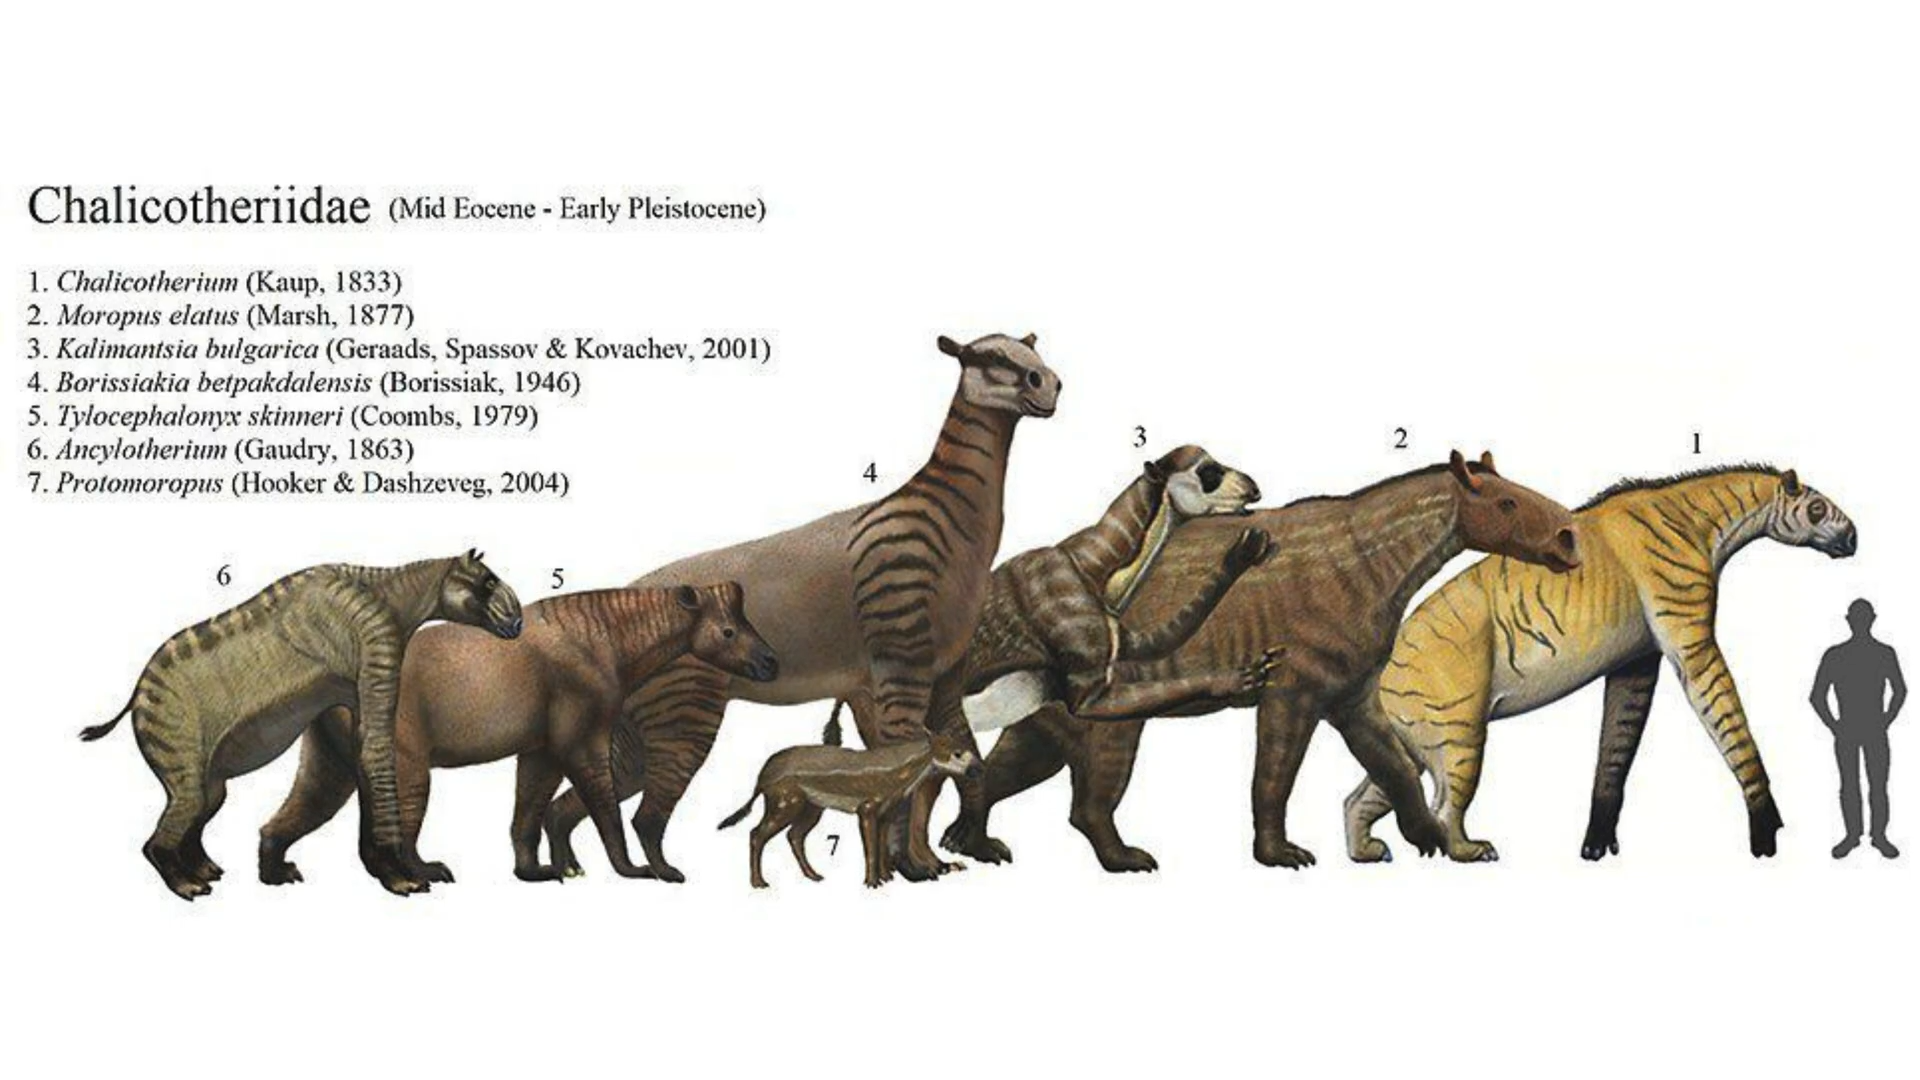 Chalicotheriidae (Mid Eocene - Early Pleistocene)
1. Chalicotherium (Kaup, 1833)
2. Moropus elatus (Marsh, 1877)
3. Kalimantsia bulgarica (Geraads, Spassov & Kovachev, 2001)
4. Borissiakia betpakdalensis (Borissiak, 1946)
5. Tylocephalonyx skinneri (Coombs, 1979)
6. Ancylotherium (Gaudry, 1863)
7. Protomoropus (Hooker & Dashzeveg, 2004)
6
5
4
7
3
2
1